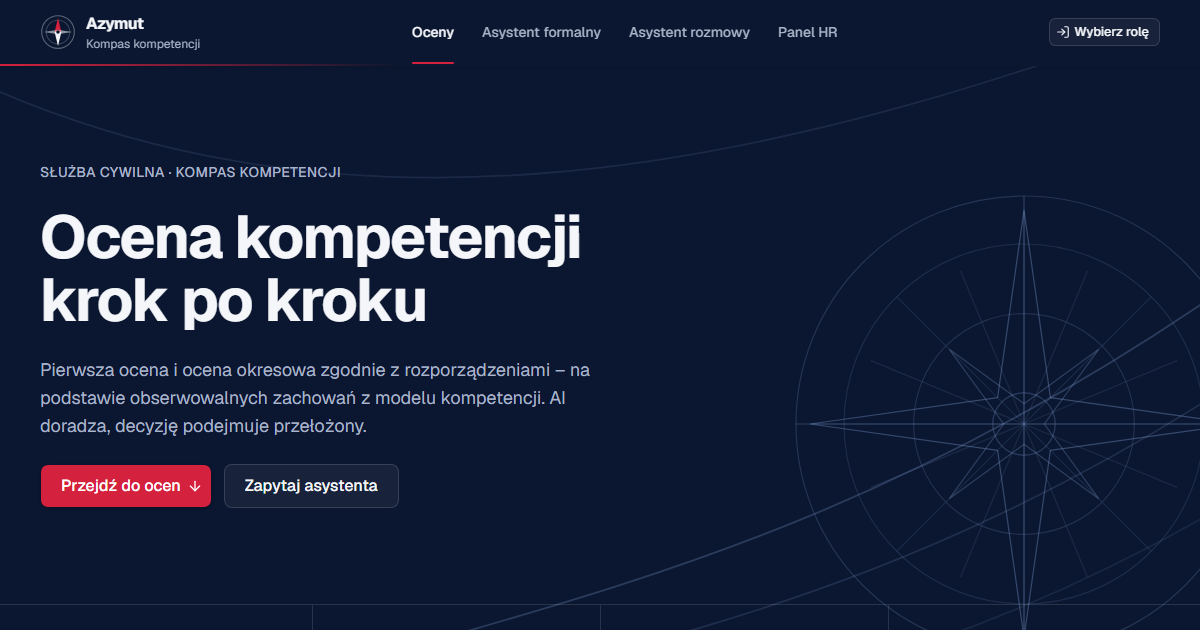 Azymut
Kompas kompetencji
Oceny
Asystent formalny
Asystent rozmowy
Panel HR
Wybierz rolę
SŁUŻBA CYWILNA · KOMPAS KOMPETENCJI
Ocena kompetencji
krok po kroku
Pierwsza ocena i ocena okresowa zgodnie z rozporządzeniami – na
podstawie obserwowalnych zachowań z modelu kompetencji. AI
doradza, decyzję podejmuje przełożony.
Przejdź do ocen ↓
Zapytaj asystenta